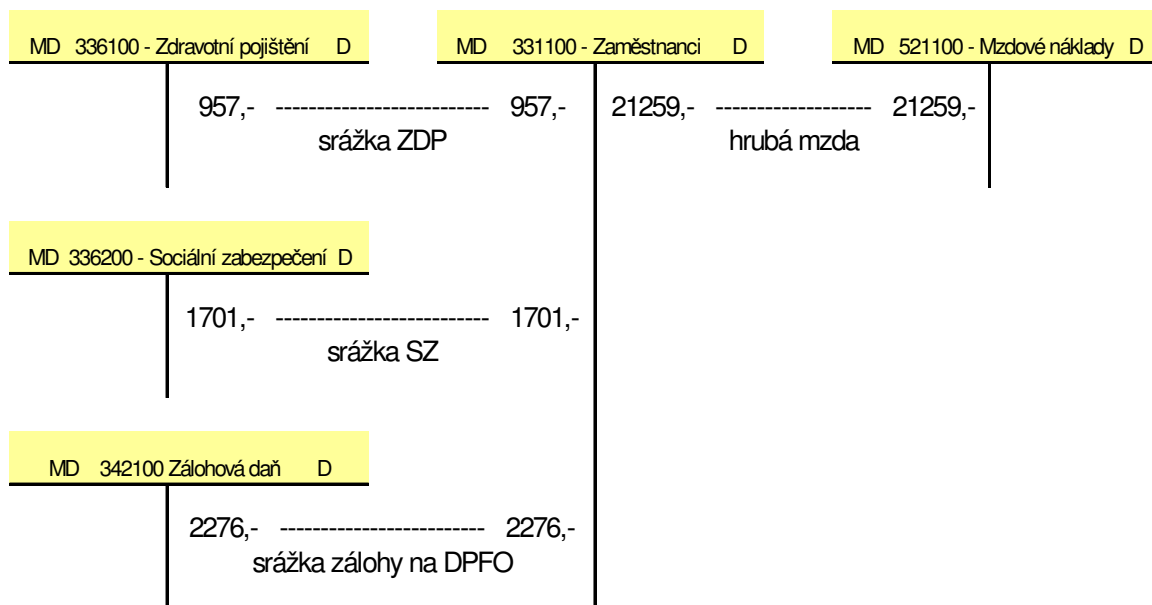 MD 336100 - Zdravotní pojištění D
MD 331100 - Zaměstnanci D
MD 521100 - Mzdové náklady D
957,- -------------------------- 957,-
21259,- ------------------- 21259,-
srážka ZDP
hrubá mzda
MD 336200 - Sociální zabezpečení D
1701,- -------------------------- 1701,-
srážka SZ
MD 342100 Zálohová daň D
2276,- ------------------------- 2276,-
srážka zálohy na DPFO